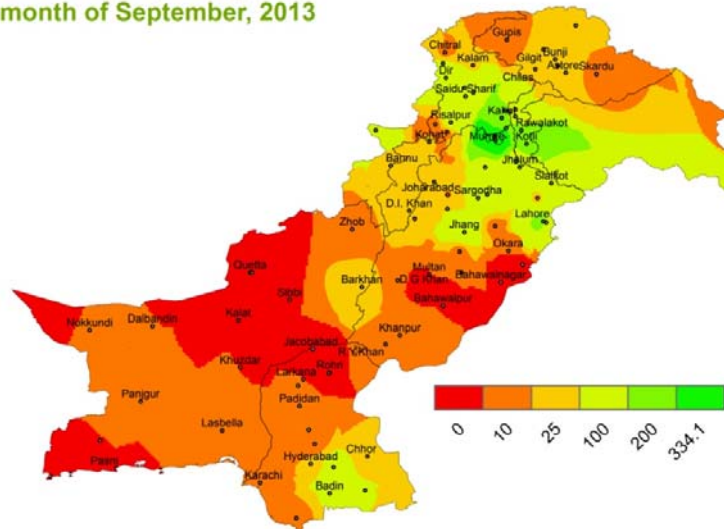 month of September, 2013
Gupis
Chitral
Gilgit
Bunji
Kalam
Astore
Skardu
Dir
Chilas
Saidu Sharif
Risalpur
Rawalakot
Kohat
Kotli
Bannu
Jhelum
Sialkot
Joharabad
Sargodha
D.I. Khan
Lahore
Zhob
Jhang
Okara
Quetta
Multan
Barkhan
D.G.Khan
Bahawalnagar
Sibbi
Bahawalpur
Nokkundi
Dalbandin
Kalat
Khanpur
Jacobabad
R.Y.Khan
Khuzdar
Larkana
Rohri
Panjgur
Padidan
Lasbella
Chhor
Pasni
Hyderabad
Karachi
Badin
0
10
25
100
200
334.1